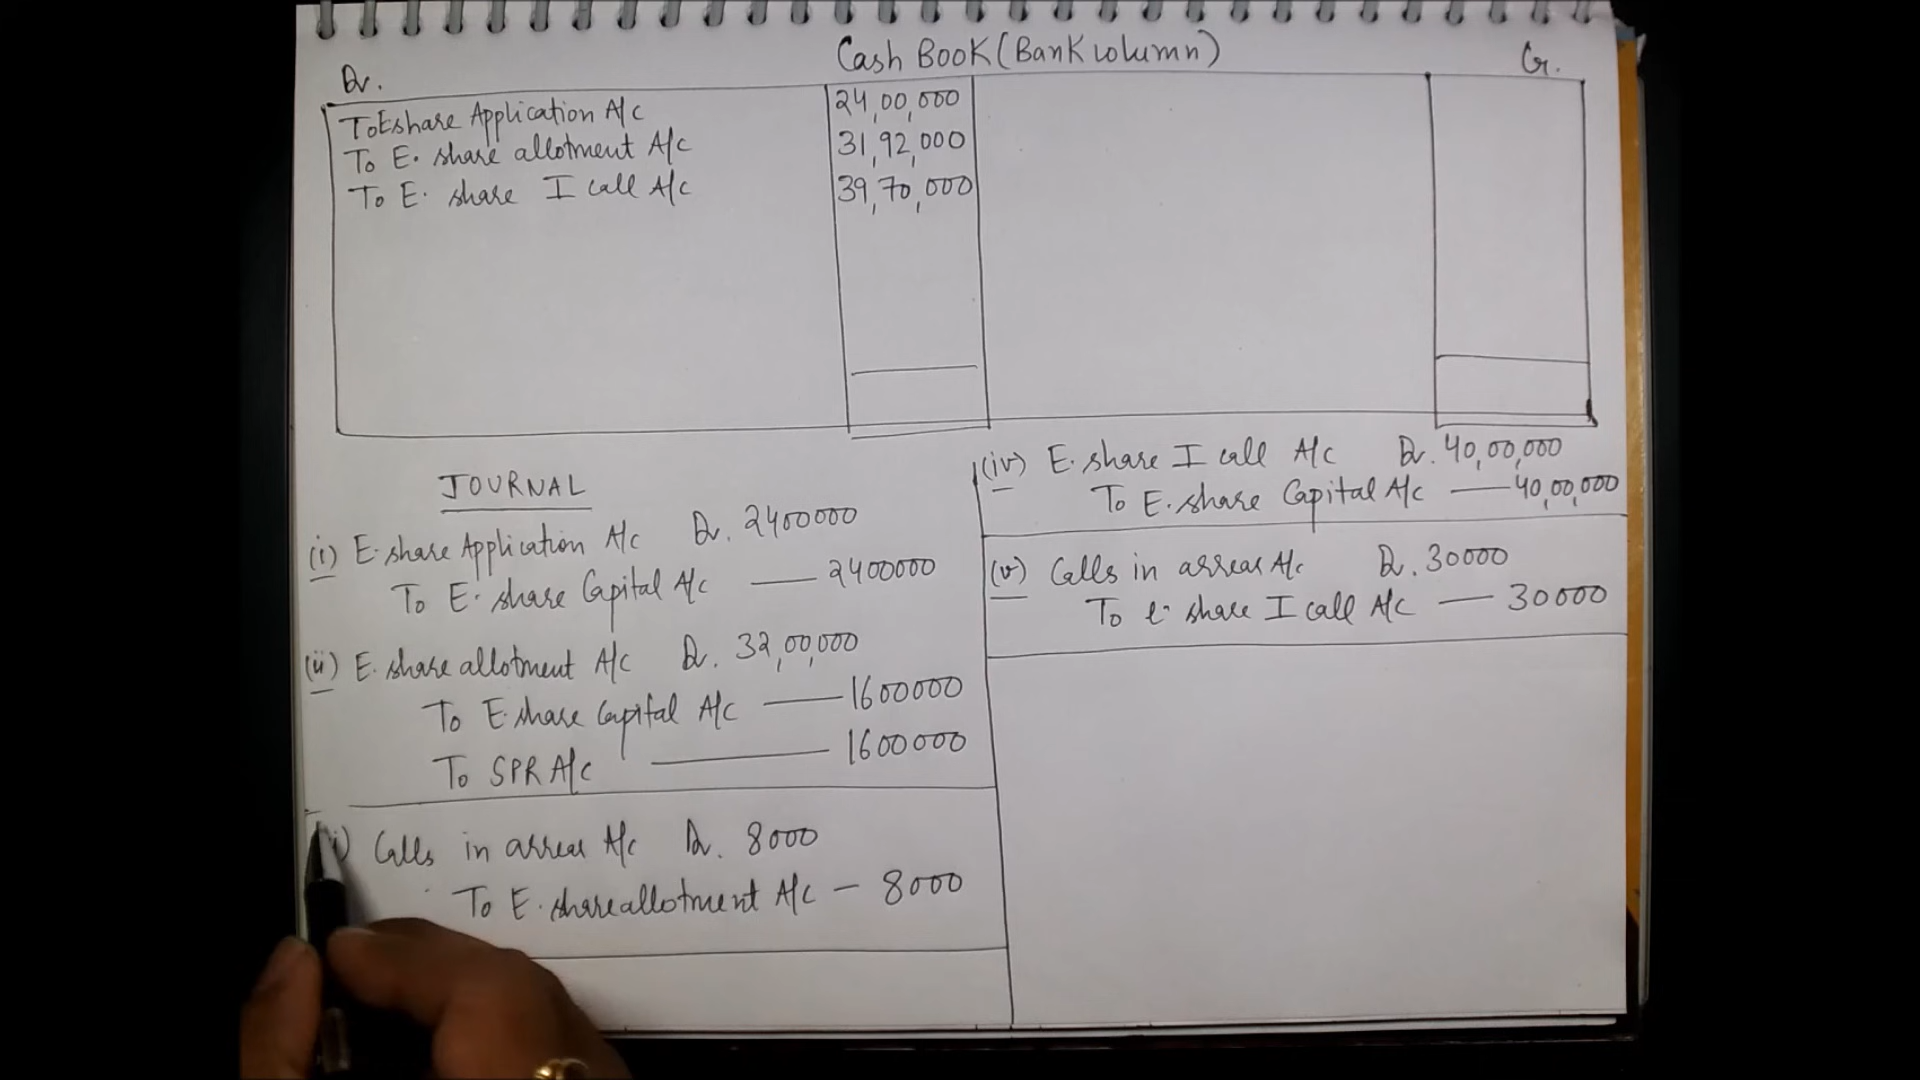 Cash Book (Bank column)
Dr.
Cr.
To Eshare Application A/c 24,00,000
To E. share allotment A/c 31,92,000
To E. share I call A/c 39,70,000
JOURNAL
(i) E. share Application A/c Dr. 2400000
To E. share Capital A/c — 2400000
(ii) E. share allotment A/c Dr. 32,00,000
To E. share Capital A/c — 1600000
To SPR A/c — 1600000
Calls in arrear A/c Dr. 8000
To E. share allotment A/c — 8000
(iv) E. share I call A/c Dr. 40,00,000
To E. share Capital A/c — 40,00,000
(v) Calls in arrear A/c Dr. 30000
To E. share I call A/c — 30000